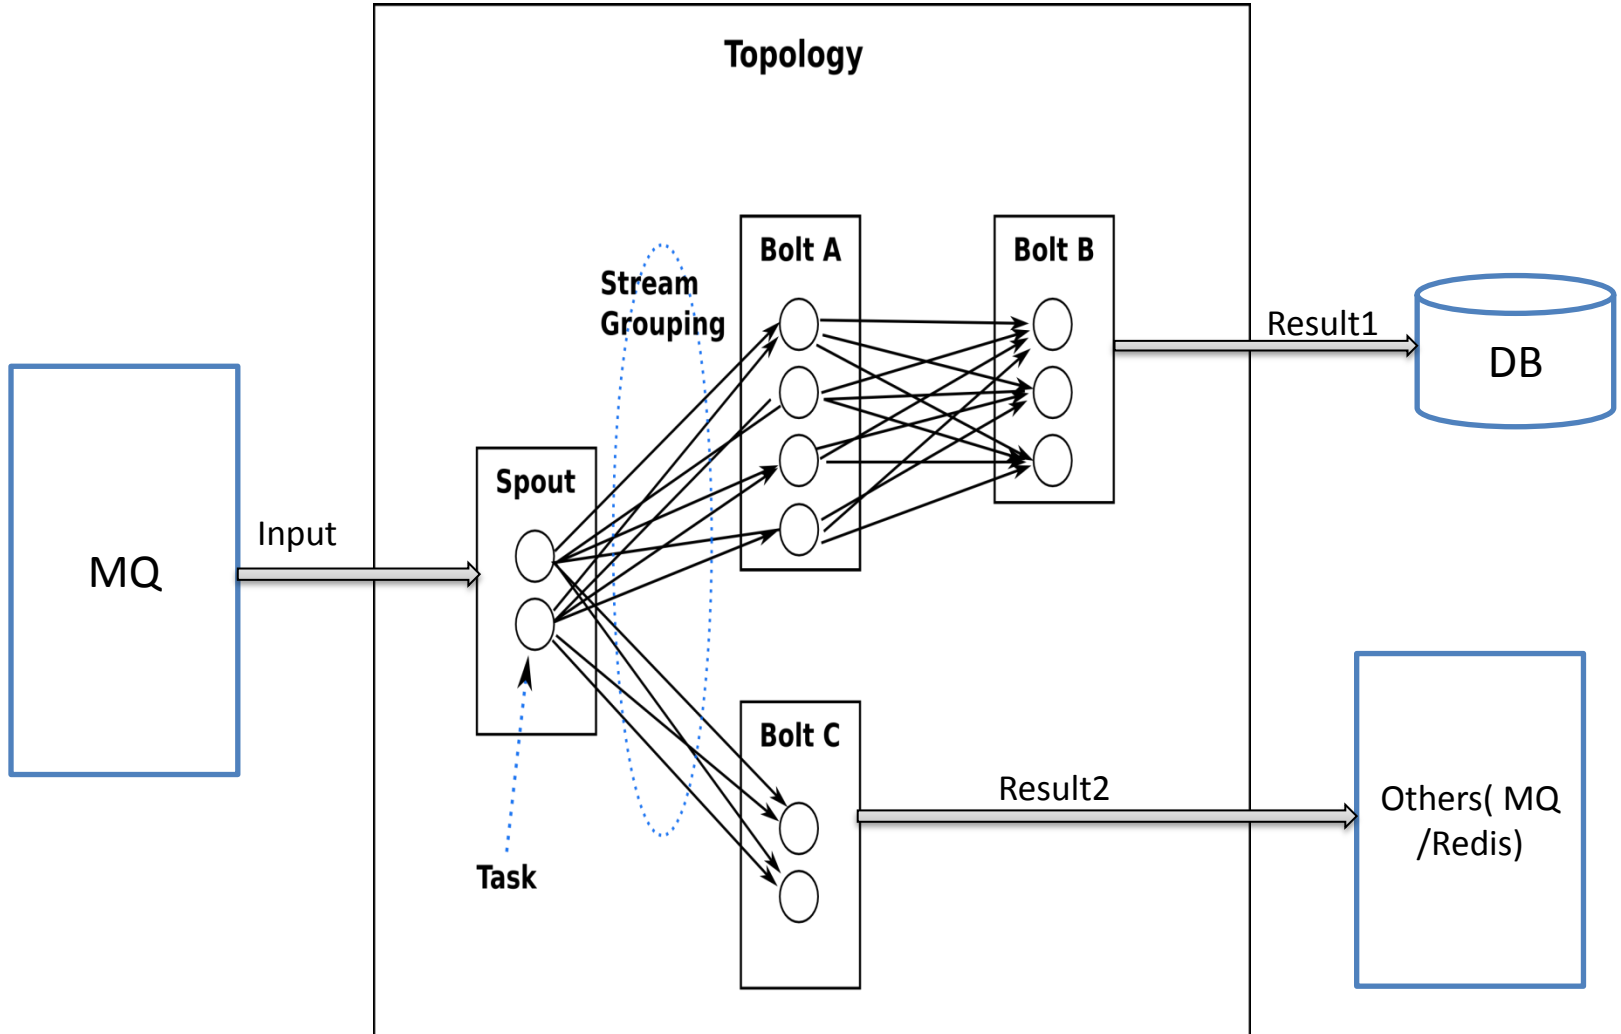 Topology
Bolt A
Bolt B
Stream
Grouping
Result1
DB
Spout
Input
MQ
Bolt C
Result2
Others( MQ
/Redis)
Task